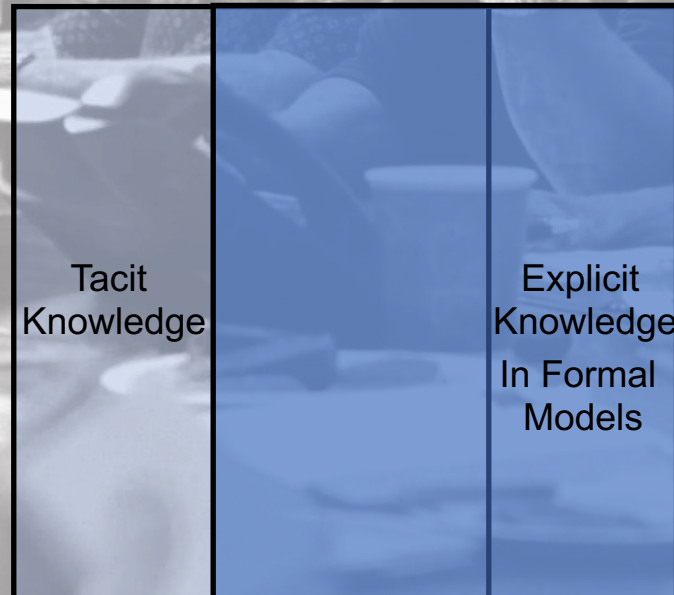 Tacit
Knowledge
Explicit
Knowledge
In Formal
Models